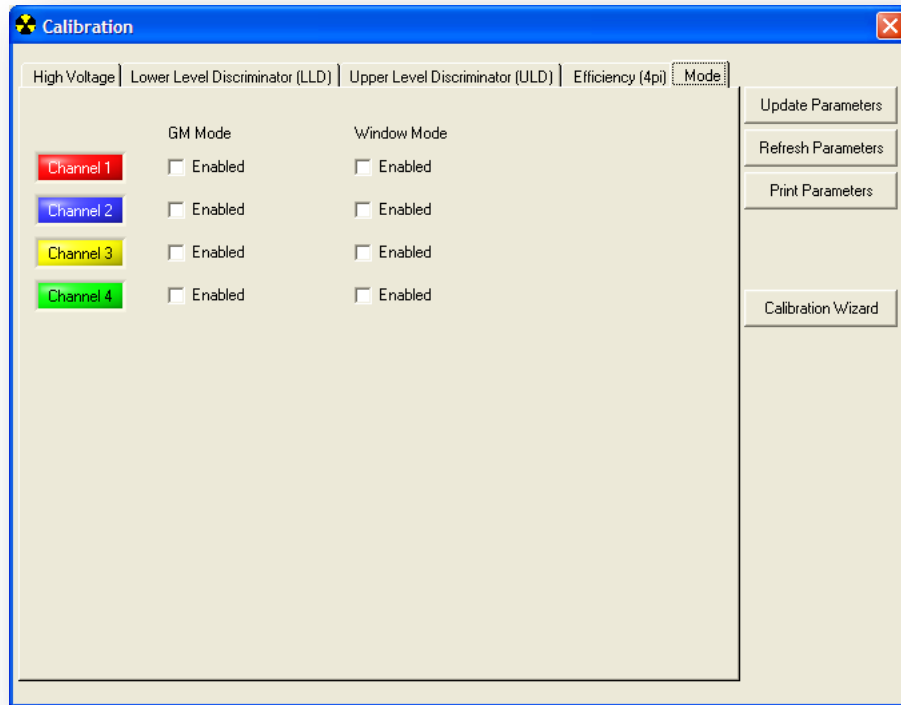 Calibration
High Voltage Lower Level Discriminator (LLD) Upper Level Discriminator (ULD) Efficiency (4pi) Mode
GM Mode Window Mode
Channel 1 Enabled Enabled
Channel 2 Enabled Enabled
Channel 3 Enabled Enabled
Channel 4 Enabled Enabled
Update Parameters
Refresh Parameters
Print Parameters
Calibration Wizard